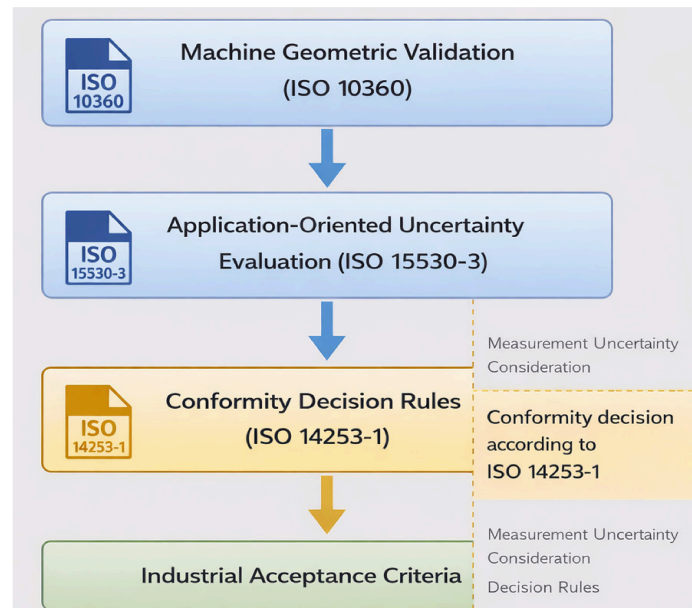 Machine Geometric Validation
(ISO 10360)
ISO
10360
Application-Oriented Uncertainty
Evaluation (ISO 15530-3)
ISO
15530-3
Measurement Uncertainty
Consideration
Conformity Decision Rules
(ISO 14253-1)
ISO
14253-1
Conformity decision
according to
ISO 14253-1
Measurement Uncertainty
Consideration
Decision Rules
Industrial Acceptance Criteria